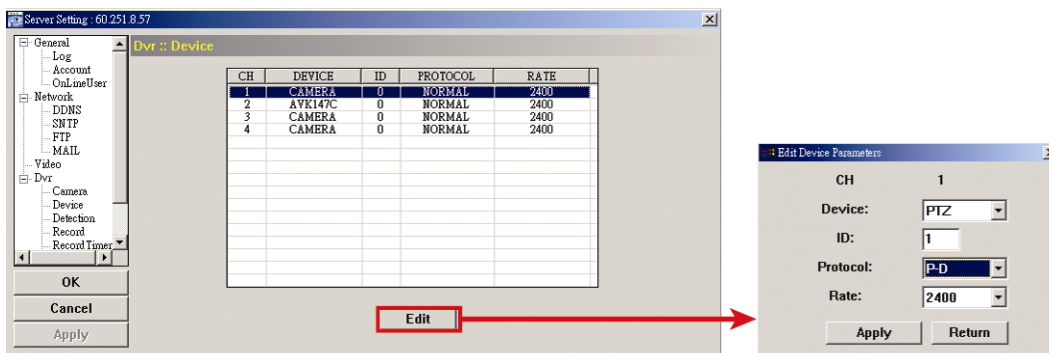 Server Setting : 60.251.8.57
General
Log
Account
OnLineUser
Network
DDNS
SNTP
FTP
MAIL
Video
Dvr
Camera
Device
Detection
Record
Record Timer
OK
Cancel
Apply
Dvr :: Device
CH DEVICE ID PROTOCOL RATE
1 CAMERA 0 NORMAL 2400
2 AVK147C 0 NORMAL 2400
3 CAMERA 0 NORMAL 2400
4 CAMERA 0 NORMAL 2400
Edit
Edit Device Parameters
CH 1
Device: PTZ
ID: 1
Protocol: P-D
Rate: 2400
Apply Return